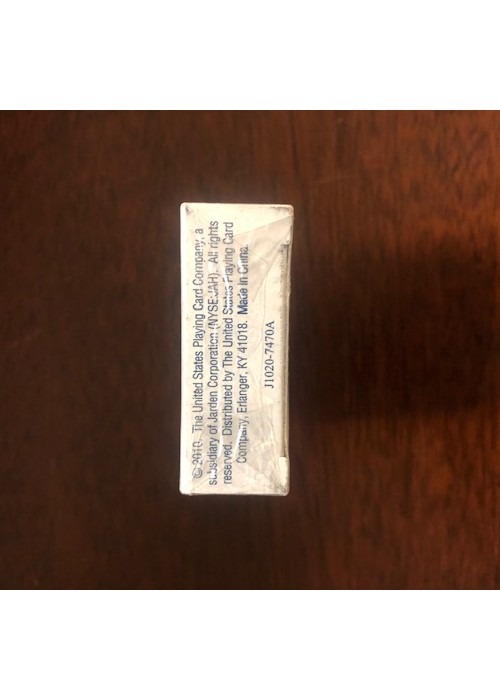 © 2010. The United States Playing Card Company, a
subsidiary of Jarden Corporation (NYSE:JAH). All rights
reserved. Distributed by The United States Playing Card
Company, Erlanger, KY 41018. Made in China.
J1020-7470A